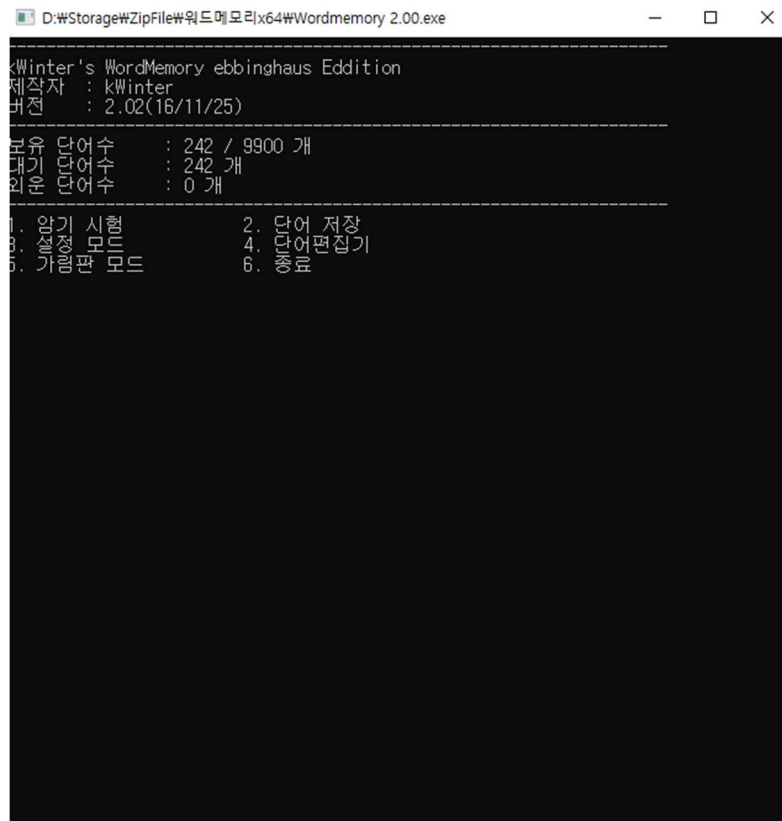 D:₩Storage₩ZipFile₩워드메모리x64₩Wordmemory 2.00.exe
--------------------------------------------------------------------
kWinter's WordMemory ebbinghaus Eddition
제작자 : kWinter
버전 : 2.02(16/11/25)
--------------------------------------------------------------------
보유 단어수 : 242 / 9900 개
대기 단어수 : 242 개
외운 단어수 : 0 개
--------------------------------------------------------------------
1. 암기 시험 2. 단어 저장
3. 설정 모드 4. 단어편집기
5. 가림판 모드 6. 종료